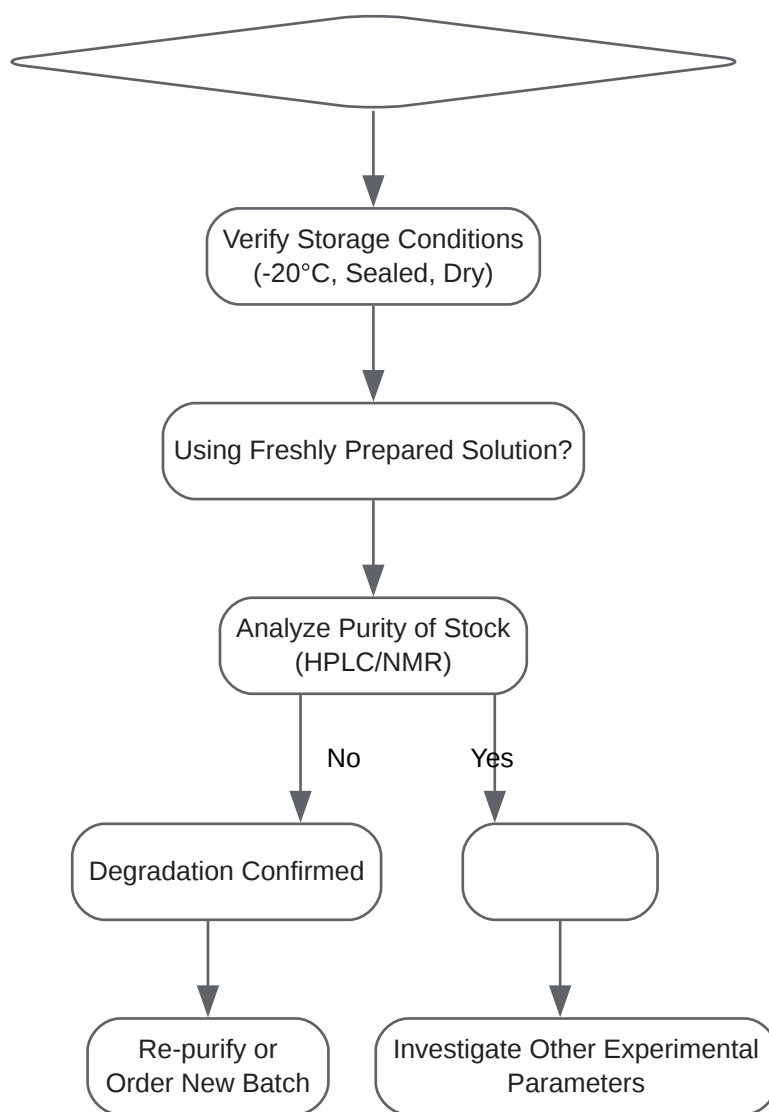 Verify Storage Conditions
(-20°C, Sealed, Dry)
Using Freshly Prepared Solution?
Analyze Purity of Stock
(HPLC/NMR)
No
Yes
Degradation Confirmed
Re-purify or
Order New Batch
Investigate Other Experimental
Parameters